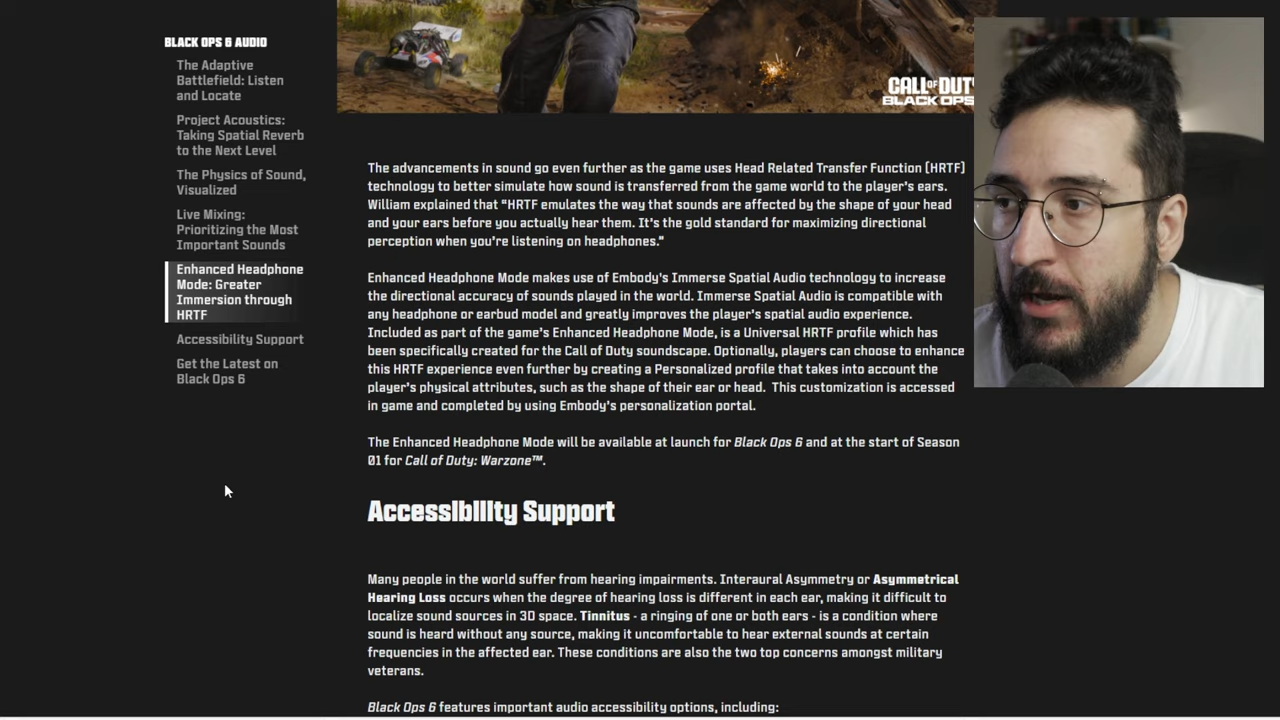 BLACK OPS 6 AUDIO
The Adaptive
Battlefield: Listen
and Locate
Project Acoustics:
Taking Spatial Reverb
to the Next Level
The Physics of Sound,
Visualized
Live Mixing:
Prioritizing the Most
Important Sounds
Enhanced Headphone
Mode: Greater
Immersion through
HRTF
Accessibility Support
Get the Latest on
Black Ops 6
CALL OF DUTY
BLACK OPS
The advancements in sound go even further as the game uses Head Related Transfer Function (HRTF)
technology to better simulate how sound is transferred from the game world to the player's ears.
William explained that “HRTF emulates the way that sounds are affected by the shape of your head
and your ears before you actually hear them. It's the gold standard for maximizing directional
perception when you're listening on headphones.”
Enhanced Headphone Mode makes use of Embody's Immerse Spatial Audio technology to increase
the directional accuracy of sounds played in the world. Immerse Spatial Audio is compatible with
any headphone or earbud model and greatly improves the player's spatial audio experience.
Included as part of the game's Enhanced Headphone Mode, is a Universal HRTF profile which has
been specifically created for the Call of Duty soundscape. Optionally, players can choose to enhance
this HRTF experience even further by creating a Personalized profile that takes into account the
player's physical attributes, such as the shape of their ear or head. This customization is accessed
in game and completed by using Embody's personalization portal.
The Enhanced Headphone Mode will be available at launch for Black Ops 6 and at the start of Season
01 for Call of Duty: Warzone™.
Accessibility Support
Many people in the world suffer from hearing impairments. Interaural Asymmetry or Asymmetrical
Hearing Loss occurs when the degree of hearing loss is different in each ear, making it difficult to
localize sound sources in 3D space. Tinnitus - a ringing of one or both ears - is a condition where
sound is heard without any source, making it uncomfortable to hear external sounds at certain
frequencies in the affected ear. These conditions are also the two top concerns amongst military
veterans.
Black Ops 6 features important audio accessibility options, including: